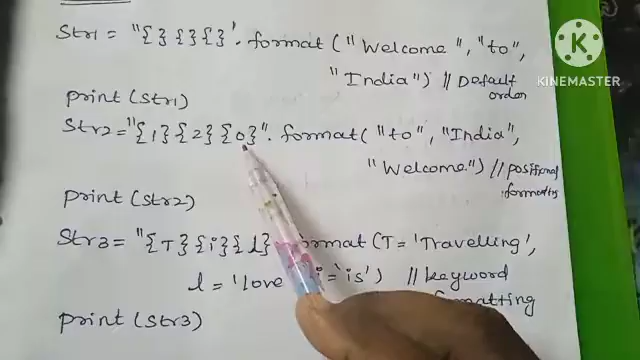 Str1 = "{}{}{}'.format("Welcome", "to",
"India") // Default
order
print(Str1)
Str2="{1}{2}{0}".format("to", "India",
"Welcome") // positional
formatting
print(Str2)
Str3 = "{T}{i}{l} format(T='Travelling',
l='Love i='is') // keyword
formatting
print(Str3)
KINEMASTER